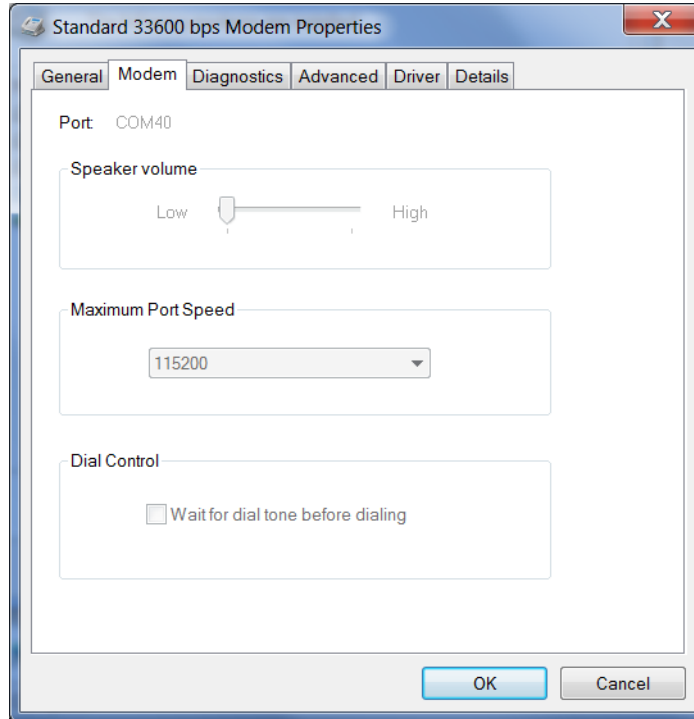 Standard 33600 bps Modem Properties
X
General Modem Diagnostics Advanced Driver Details
Port: COM40
Speaker volume
Low High
Maximum Port Speed
115200
Dial Control
Wait for dial tone before dialing
OK Cancel